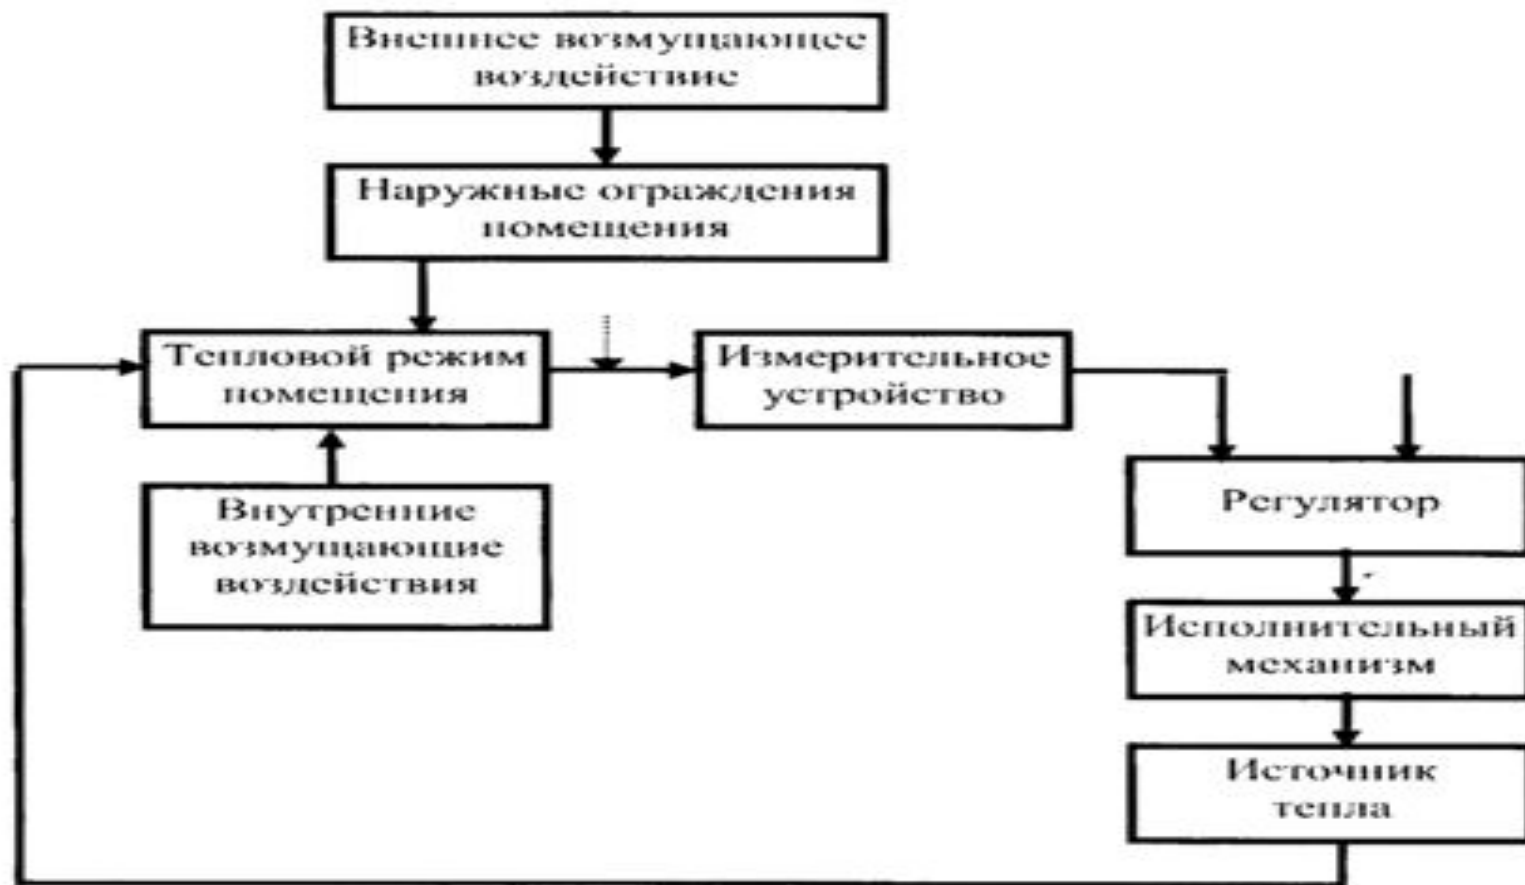 Внешнее возмущающее
воздействие
Наружные ограждения
помещения
Тепловой режим
помещения
Измерительное
устройство
Внутренние
возмущающие
воздействия
Регулятор
Исполнительный
механизм
Источник
тепла